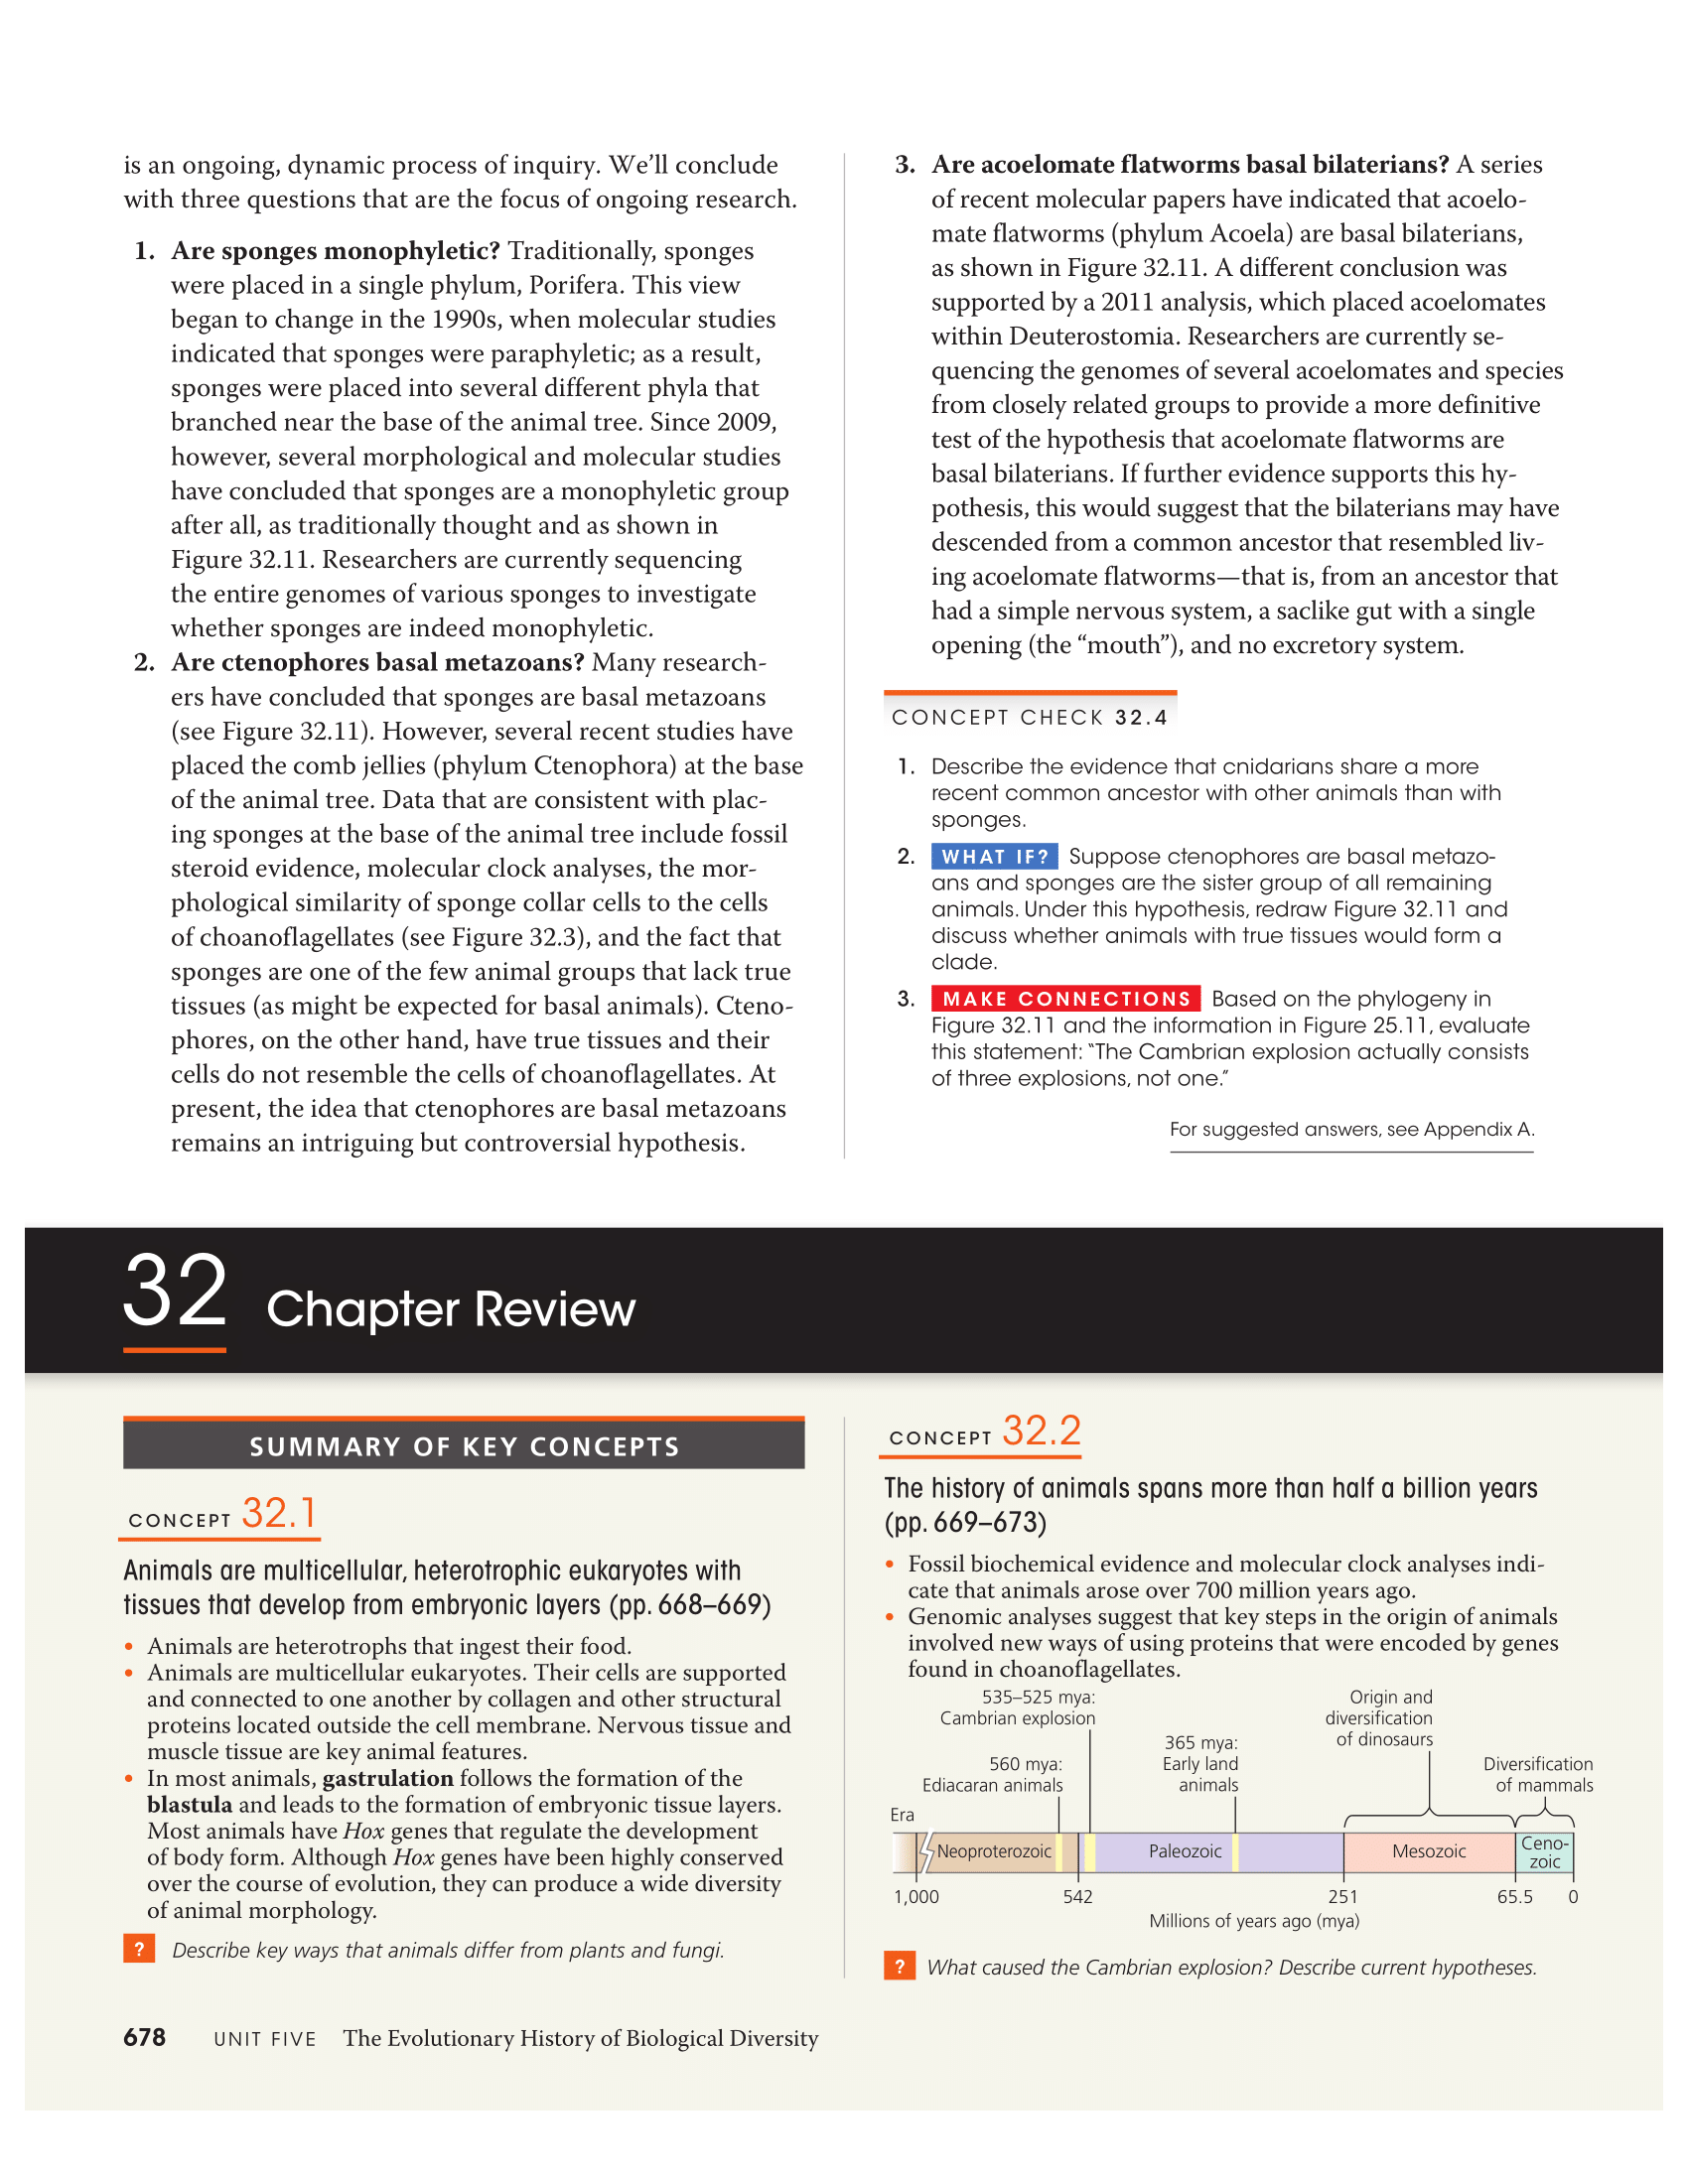 is an ongoing, dynamic process of inquiry. We’ll conclude
with three questions that are the focus of ongoing research.
1. Are sponges monophyletic? Traditionally, sponges
were placed in a single phylum, Porifera. This view
began to change in the 1990s, when molecular studies
indicated that sponges were paraphyletic; as a result,
sponges were placed into several different phyla that
branched near the base of the animal tree. Since 2009,
however, several morphological and molecular studies
have concluded that sponges are a monophyletic group
after all, as traditionally thought and as shown in
Figure 32.11. Researchers are currently sequencing
the entire genomes of various sponges to investigate
whether sponges are indeed monophyletic.
2. Are ctenophores basal metazoans? Many research-
ers have concluded that sponges are basal metazoans
(see Figure 32.11). However, several recent studies have
placed the comb jellies (phylum Ctenophora) at the base
of the animal tree. Data that are consistent with plac-
ing sponges at the base of the animal tree include fossil
steroid evidence, molecular clock analyses, the mor-
phological similarity of sponge collar cells to the cells
of choanoflagellates (see Figure 32.3), and the fact that
sponges are one of the few animal groups that lack true
tissues (as might be expected for basal animals). Cteno-
phores, on the other hand, have true tissues and their
cells do not resemble the cells of choanoflagellates. At
present, the idea that ctenophores are basal metazoans
remains an intriguing but controversial hypothesis.
3. Are acoelomate flatworms basal bilaterians? A series
of recent molecular papers have indicated that acoelo-
mate flatworms (phylum Acoela) are basal bilaterians,
as shown in Figure 32.11. A different conclusion was
supported by a 2011 analysis, which placed acoelomates
within Deuterostomia. Researchers are currently se-
quencing the genomes of several acoelomates and species
from closely related groups to provide a more definitive
test of the hypothesis that acoelomate flatworms are
basal bilaterians. If further evidence supports this hy-
pothesis, this would suggest that the bilaterians may have
descended from a common ancestor that resembled liv-
ing acoelomate flatworms—that is, from an ancestor that
had a simple nervous system, a saclike gut with a single
opening (the “mouth”), and no excretory system.
CONCEPT CHECK 32.4
1. Describe the evidence that cnidarians share a more
recent common ancestor with other animals than with
sponges.
2. WHAT IF? Suppose ctenophores are basal metazo-
ans and sponges are the sister group of all remaining
animals. Under this hypothesis, redraw Figure 32.11 and
discuss whether animals with true tissues would form a
clade.
3. MAKE CONNECTIONS Based on the phylogeny in
Figure 32.11 and the information in Figure 25.11, evaluate
this statement: “The Cambrian explosion actually consists
of three explosions, not one.”
For suggested answers, see Appendix A.
32 Chapter Review
SUMMARY OF KEY CONCEPTS
CONCEPT 32.1
Animals are multicellular, heterotrophic eukaryotes with
tissues that develop from embryonic layers (pp. 668–669)
• Animals are heterotrophs that ingest their food.
• Animals are multicellular eukaryotes. Their cells are supported
and connected to one another by collagen and other structural
proteins located outside the cell membrane. Nervous tissue and
muscle tissue are key animal features.
• In most animals, gastrulation follows the formation of the
blastula and leads to the formation of embryonic tissue layers.
Most animals have Hox genes that regulate the development
of body form. Although Hox genes have been highly conserved
over the course of evolution, they can produce a wide diversity
of animal morphology.
? Describe key ways that animals differ from plants and fungi.
CONCEPT 32.2
The history of animals spans more than half a billion years
(pp. 669–673)
• Fossil biochemical evidence and molecular clock analyses indi-
cate that animals arose over 700 million years ago.
• Genomic analyses suggest that key steps in the origin of animals
involved new ways of using proteins that were encoded by genes
found in choanoflagellates.
535–525 mya:
Cambrian explosion
560 mya:
Ediacaran animals
365 mya:
Early land
animals
Origin and
diversification
of dinosaurs
Diversification
of mammals
Era
Neoproterozoic
Paleozoic
Mesozoic
Ceno-
zoic
1,000 542 251 65.5 0
Millions of years ago (mya)
? What caused the Cambrian explosion? Describe current hypotheses.
678 UNIT FIVE The Evolutionary History of Biological Diversity